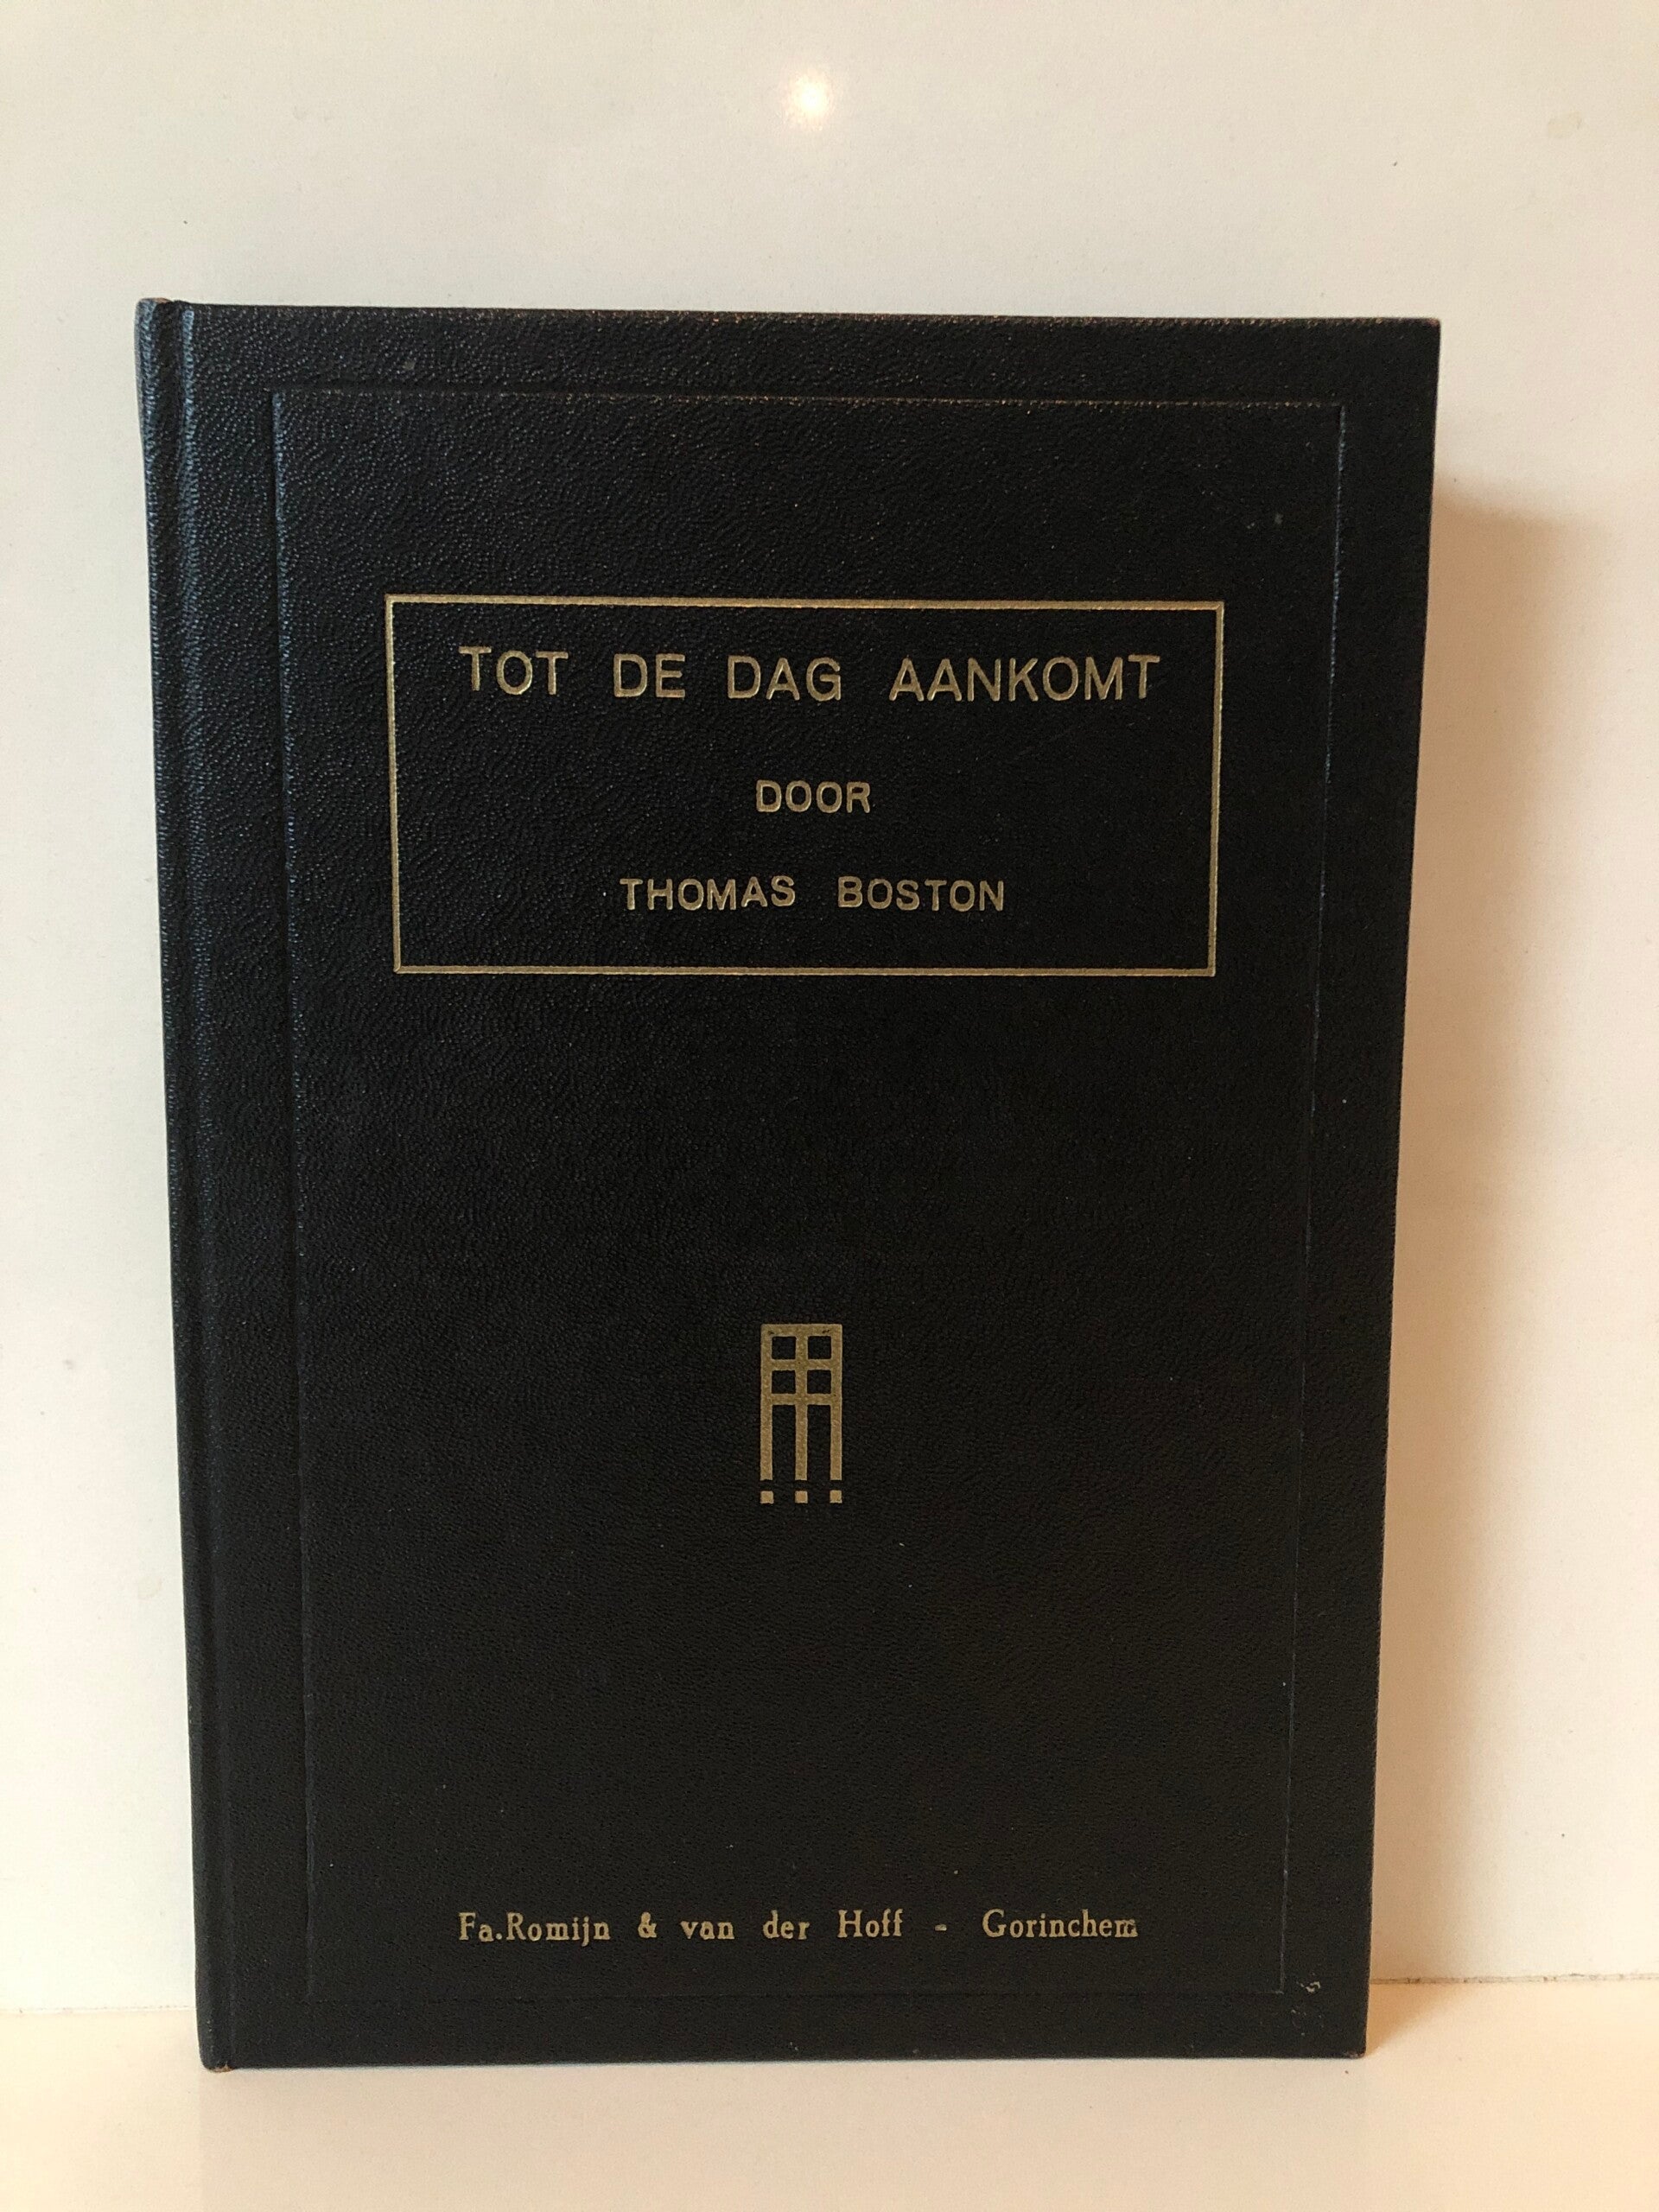 TOT DE DAG AANKOMT
DOOR
THOMAS BOSTON
Fa.Romijn & van der Hoff - Gorinchem